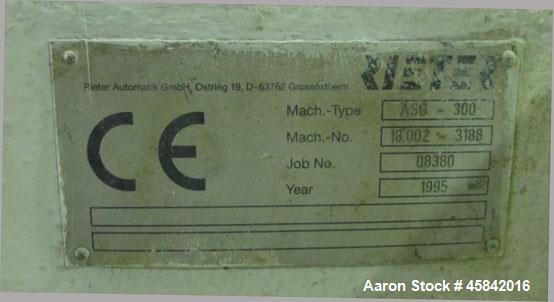 RIETER
Rieter Automatik GmbH, Ostring 19, D-63762 Grossostheim
CE
Mach.-Type ASG - 300
Mach.-No. 18.002 - 3188
Job No. 08380
Year 1995
Aaron Stock # 45842016